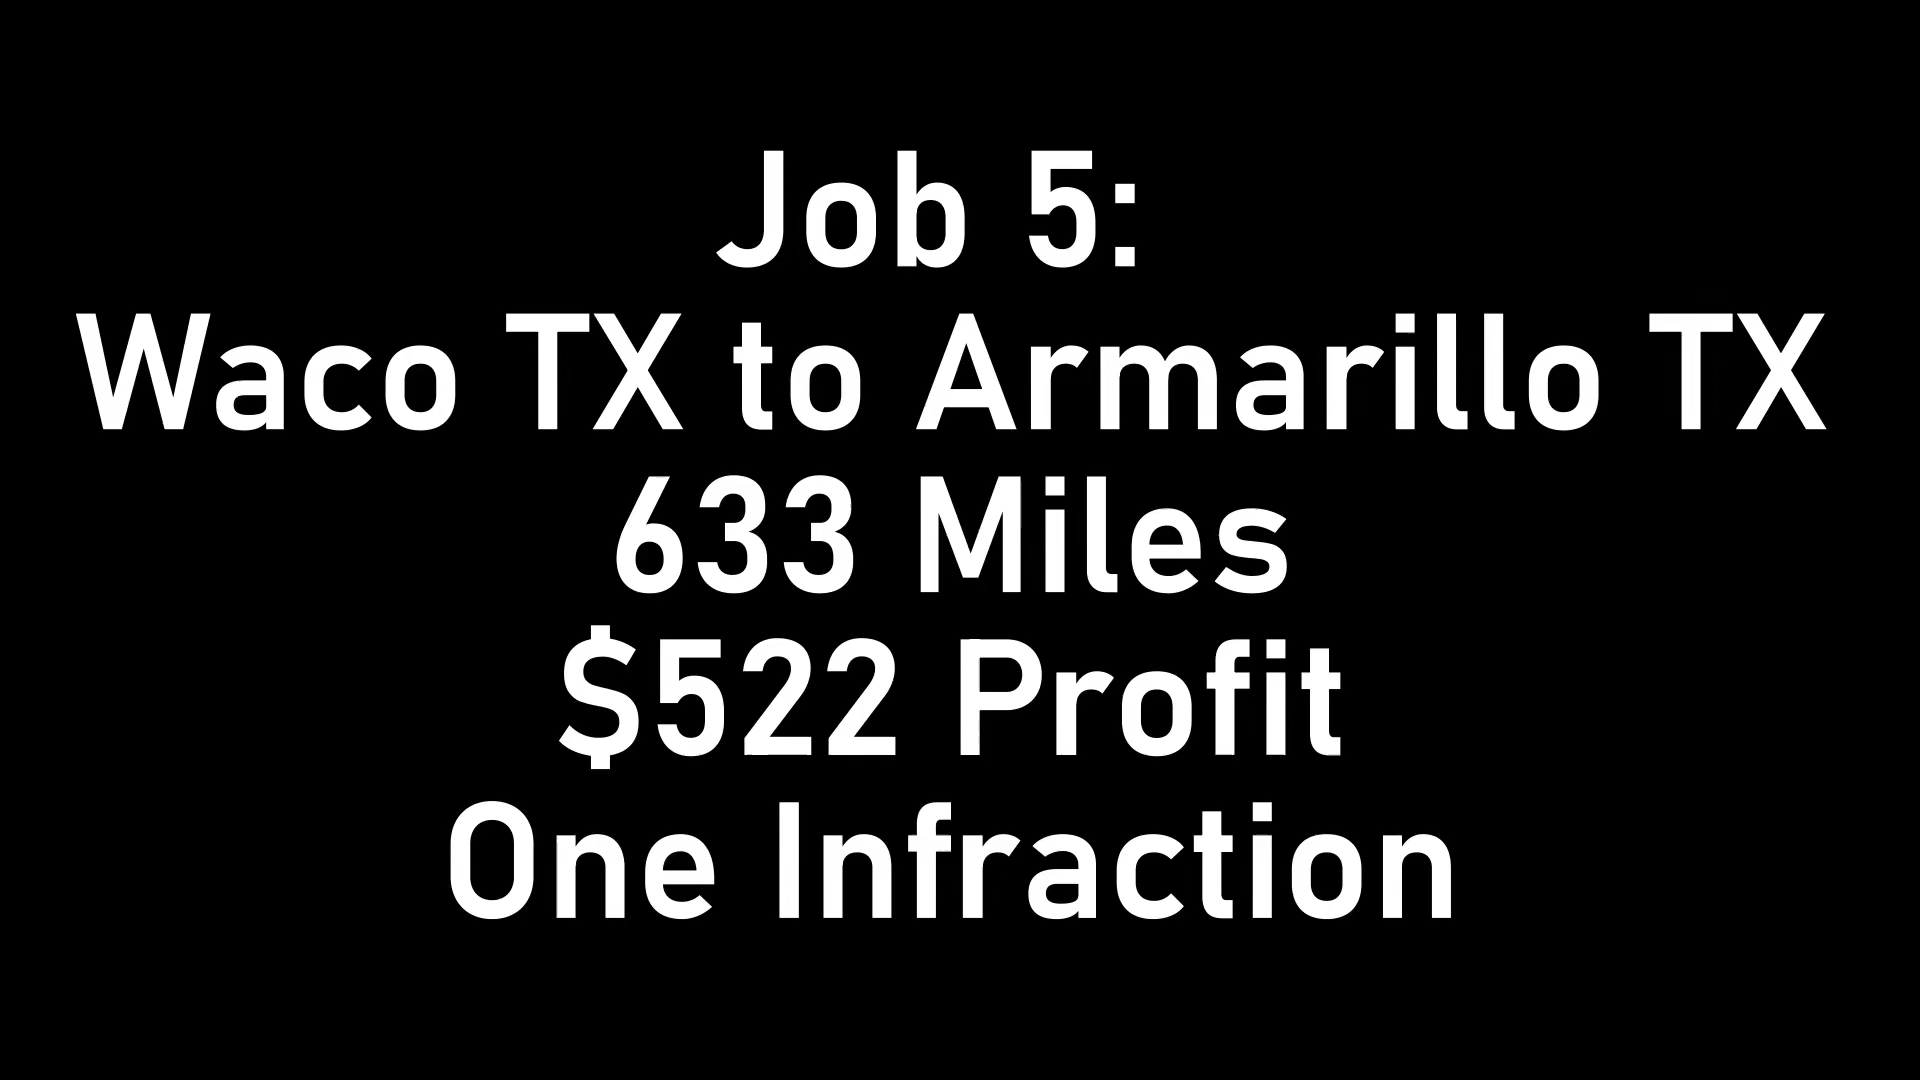 Job 5:
Waco TX to Armarillo TX
633 Miles
$522 Profit
One Infraction